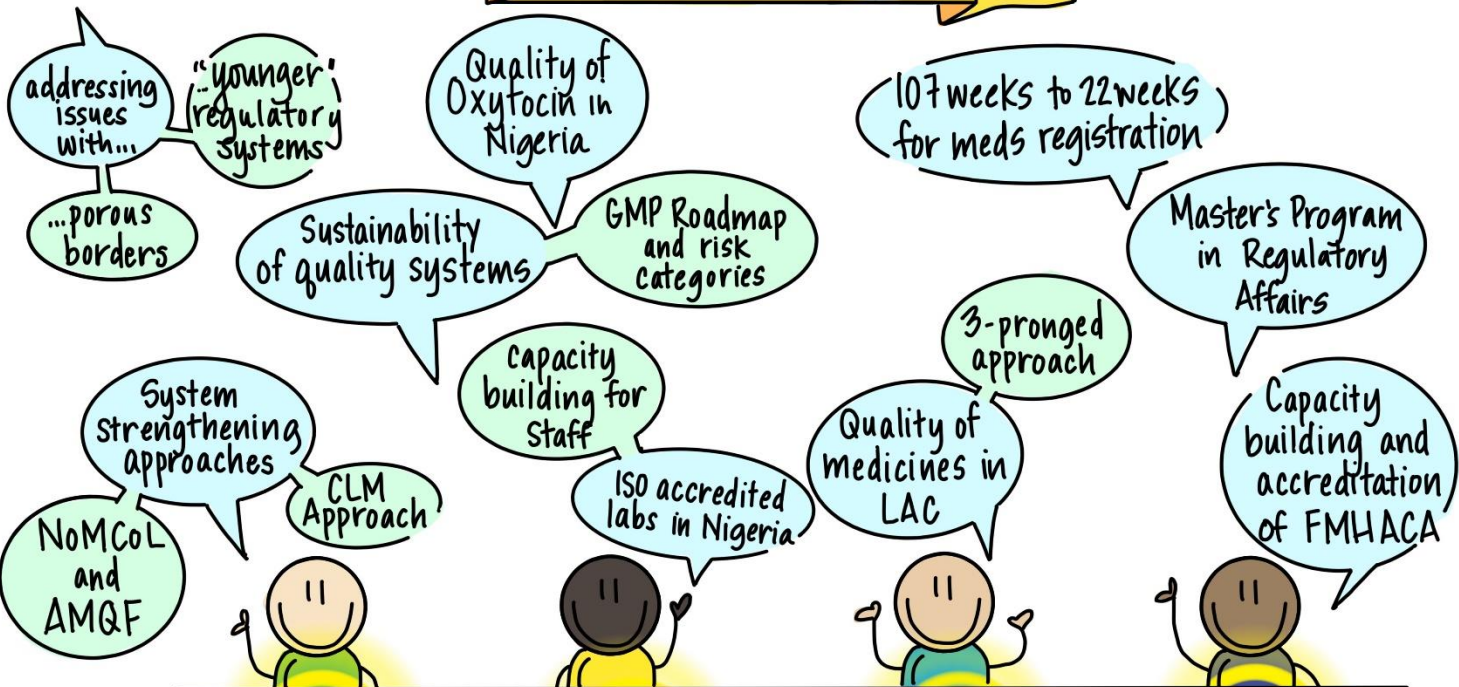 addressing
issues
with...
"younger"
regulatory
systems
...porous
borders
Quality of
Oxytocin in
Nigeria
Sustainability
of quality systems
GMP Roadmap
and risk
categories
107 weeks to 22 weeks
for meds registration
Master's Program
in Regulatory
Affairs
System
strengthening
approaches
CLM
Approach
NoMCoL
and
AMQF
Capacity
building for
Staff
ISO accredited
labs in Nigeria
3-pronged
approach
Quality of
medicines in
LAC
Capacity
building and
accreditation
of FMHACA